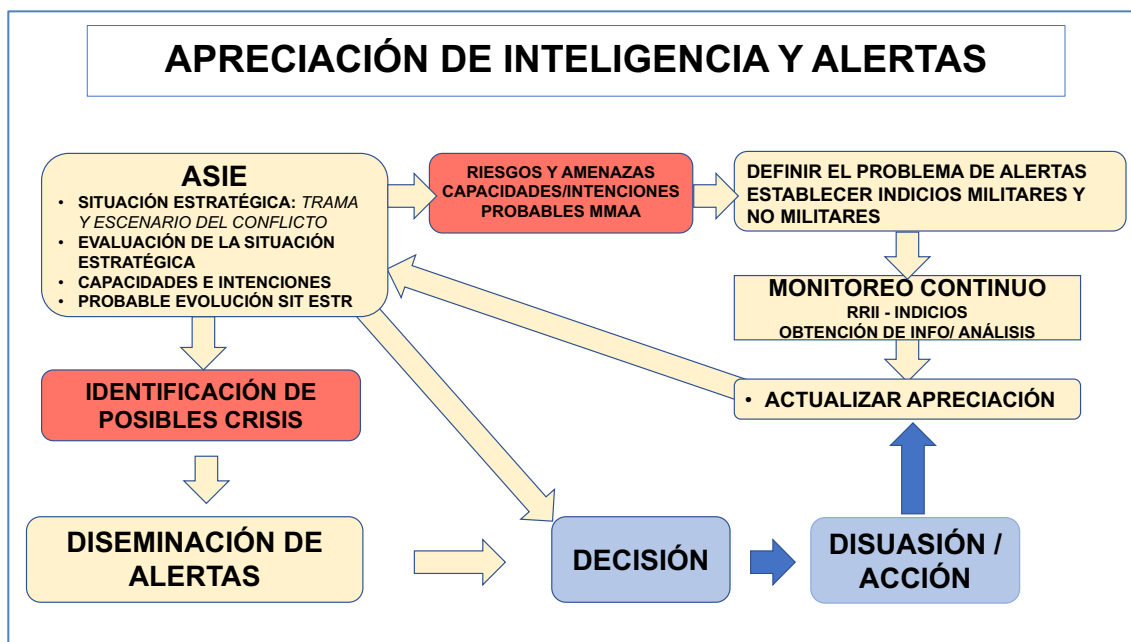 APRECIACIÓN DE INTELIGENCIA Y ALERTAS
ASIE
• SITUACIÓN ESTRATÉGICA: TRAMA
Y ESCENARIO DEL CONFLICTO
• EVALUACIÓN DE LA SITUACIÓN
ESTRATÉGICA
• CAPACIDADES E INTENCIONES
• PROBABLE EVOLUCIÓN SIT ESTR
RIESGOS Y AMENAZAS
CAPACIDADES/INTENCIONES
PROBABLES MMAA
DEFINIR EL PROBLEMA DE ALERTAS
ESTABLECER INDICIOS MILITARES Y
NO MILITARES
MONITOREO CONTINUO
RRII - INDICIOS
OBTENCIÓN DE INFO/ ANÁLISIS
• ACTUALIZAR APRECIACIÓN
IDENTIFICACIÓN DE
POSIBLES CRISIS
DISEMINACIÓN DE
ALERTAS
DECISIÓN
DISUASIÓN /
ACCIÓN